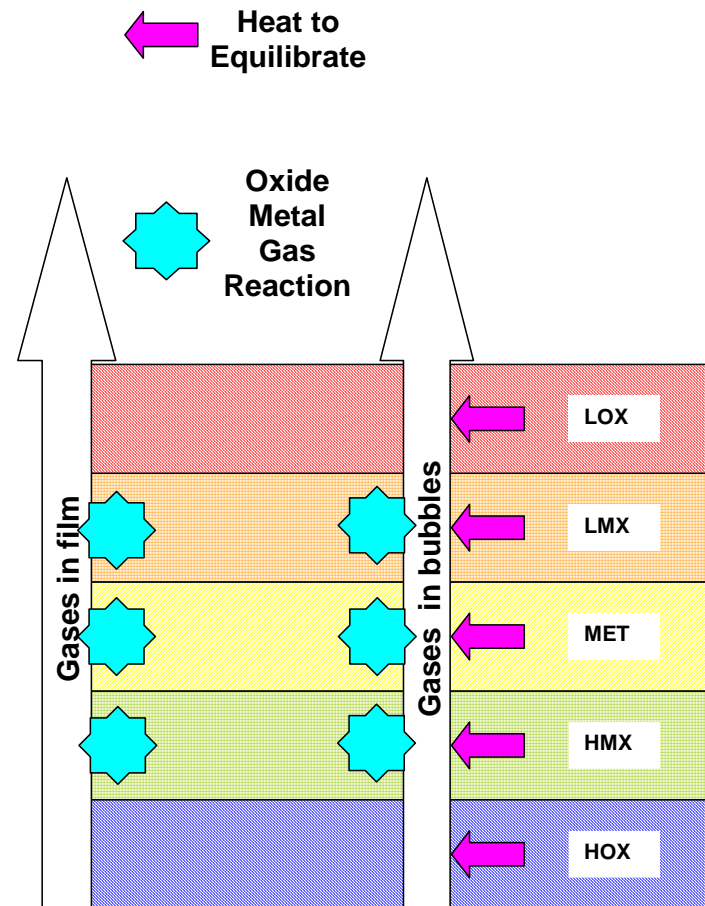 Heat to
Equilibrate
Oxide
Metal
Gas
Reaction
Gases in film
Gases in bubbles
LOX
LMX
MET
HMX
HOX